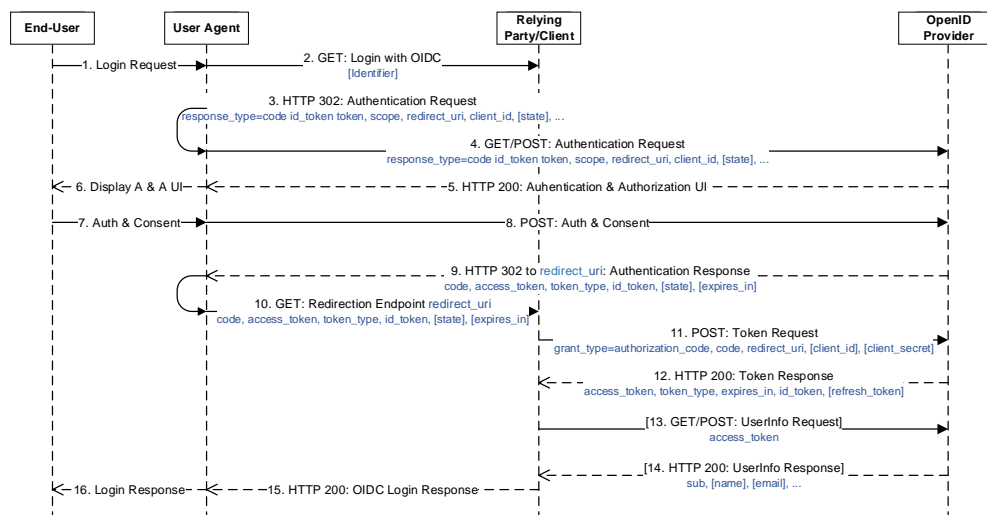 End-User
User Agent
Relying
Party/Client
OpenID
Provider
1. Login Request
2. GET: Login with OIDC
[Identifier]
3. HTTP 302: Authentication Request
response_type=code id_token token, scope, redirect_uri, client_id, [state], ...
4. GET/POST: Authentication Request
response_type=code id_token token, scope, redirect_uri, client_id, [state], ...
6. Display A & A UI
5. HTTP 200: Auhentication & Authorization UI
7. Auth & Consent
8. POST: Auth & Consent
9. HTTP 302 to redirect_uri: Authentication Response
code, access_token, token_type, id_token, [state], [expires_in]
10. GET: Redirection Endpoint redirect_uri
code, access_token, token_type, id_token, [state], [expires_in]
11. POST: Token Request
grant_type=authorization_code, code, redirect_uri, [client_id], [client_secret]
12. HTTP 200: Token Response
access_token, token_type, expires_in, id_token, [refresh_token]
[13. GET/POST: UserInfo Request]
access_token
[14. HTTP 200: UserInfo Response]
sub, [name], [email], ...
16. Login Response
15. HTTP 200: OIDC Login Response